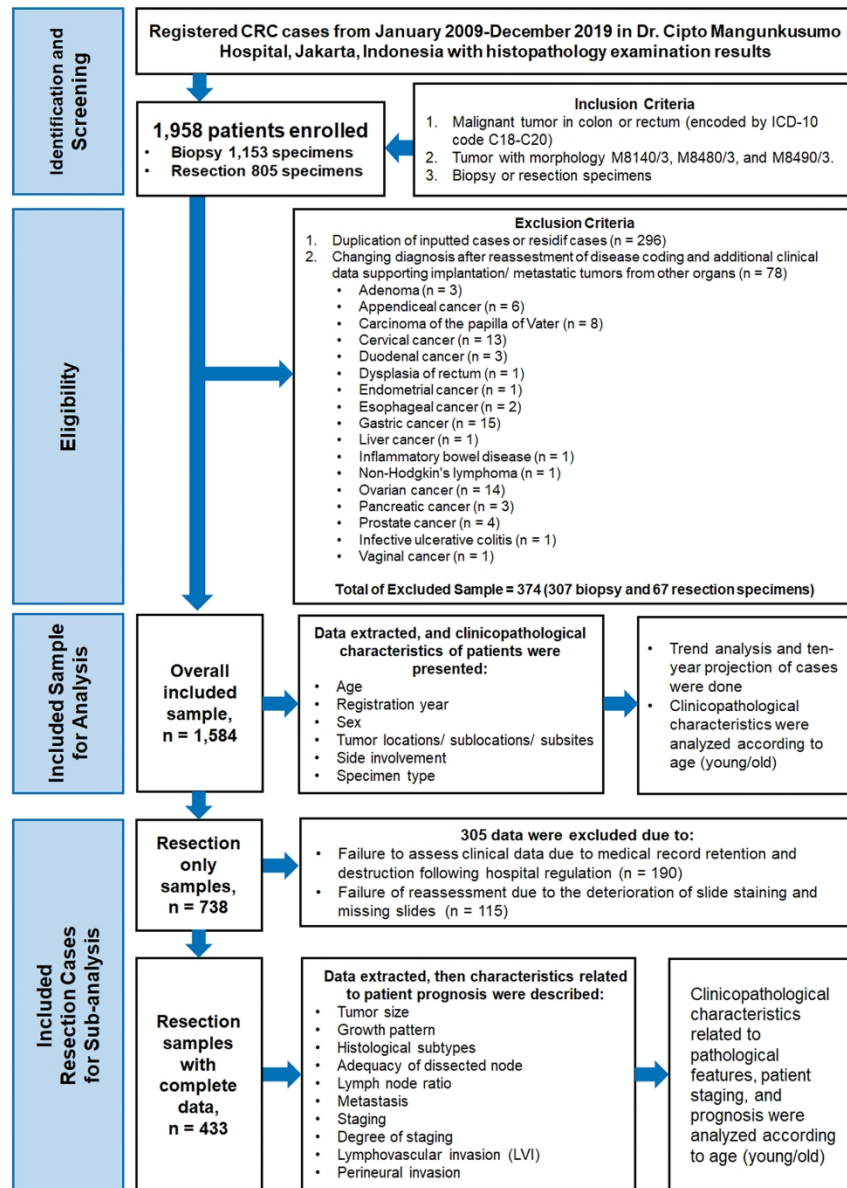 Identification and
Screening
Registered CRC cases from January 2009-December 2019 in Dr. Cipto Mangunkusumo
Hospital, Jakarta, Indonesia with histopathology examination results
1,958 patients enrolled
• Biopsy 1,153 specimens
• Resection 805 specimens
Inclusion Criteria
1. Malignant tumor in colon or rectum (encoded by ICD-10
code C18-C20)
2. Tumor with morphology M8140/3, M8480/3, and M8490/3.
3. Biopsy or resection specimens
Eligibility
Exclusion Criteria
1. Duplication of inputted cases or residif cases (n = 296)
2. Changing diagnosis after reassestment of disease coding and additional clinical
data supporting implantation/ metastatic tumors from other organs (n = 78)
• Adenoma (n = 3)
• Appendiceal cancer (n = 6)
• Carcinoma of the papilla of Vater (n = 8)
• Cervical cancer (n = 13)
• Duodenal cancer (n = 3)
• Dysplasia of rectum (n = 1)
• Endometrial cancer (n = 1)
• Esophageal cancer (n = 2)
• Gastric cancer (n = 15)
• Liver cancer (n = 1)
• Inflammatory bowel disease (n = 1)
• Non-Hodgkin's lymphoma (n = 1)
• Ovarian cancer (n = 14)
• Pancreatic cancer (n = 3)
• Prostate cancer (n = 4)
• Infective ulcerative colitis (n = 1)
• Vaginal cancer (n = 1)
Total of Excluded Sample = 374 (307 biopsy and 67 resection specimens)
Included Sample
for Analysis
Overall
included
sample,
n = 1,584
Data extracted, and clinicopathological
characteristics of patients were
presented:
• Age
• Registration year
• Sex
• Tumor locations/ sublocations/ subsites
• Side involvement
• Specimen type
• Trend analysis and ten-
year projection of cases
were done
• Clinicopathological
characteristics were
analyzed according to
age (young/old)
Included
Resection Cases
for Sub-analysis
Resection
only
samples,
n = 738
305 data were excluded due to:
• Failure to assess clinical data due to medical record retention and
destruction following hospital regulation (n = 190)
• Failure of reassessment due to the deterioration of slide staining and
missing slides (n = 115)
Resection
samples
with
complete
data,
n = 433
Data extracted, then characteristics related
to patient prognosis were described:
• Tumor size
• Growth pattern
• Histological subtypes
• Adequacy of dissected node
• Lymph node ratio
• Metastasis
• Staging
• Degree of staging
• Lymphovascular invasion (LVI)
• Perineural invasion
Clinicopathological
characteristics
related to
pathological
features, patient
staging, and
prognosis were
analyzed according
to age (young/old)